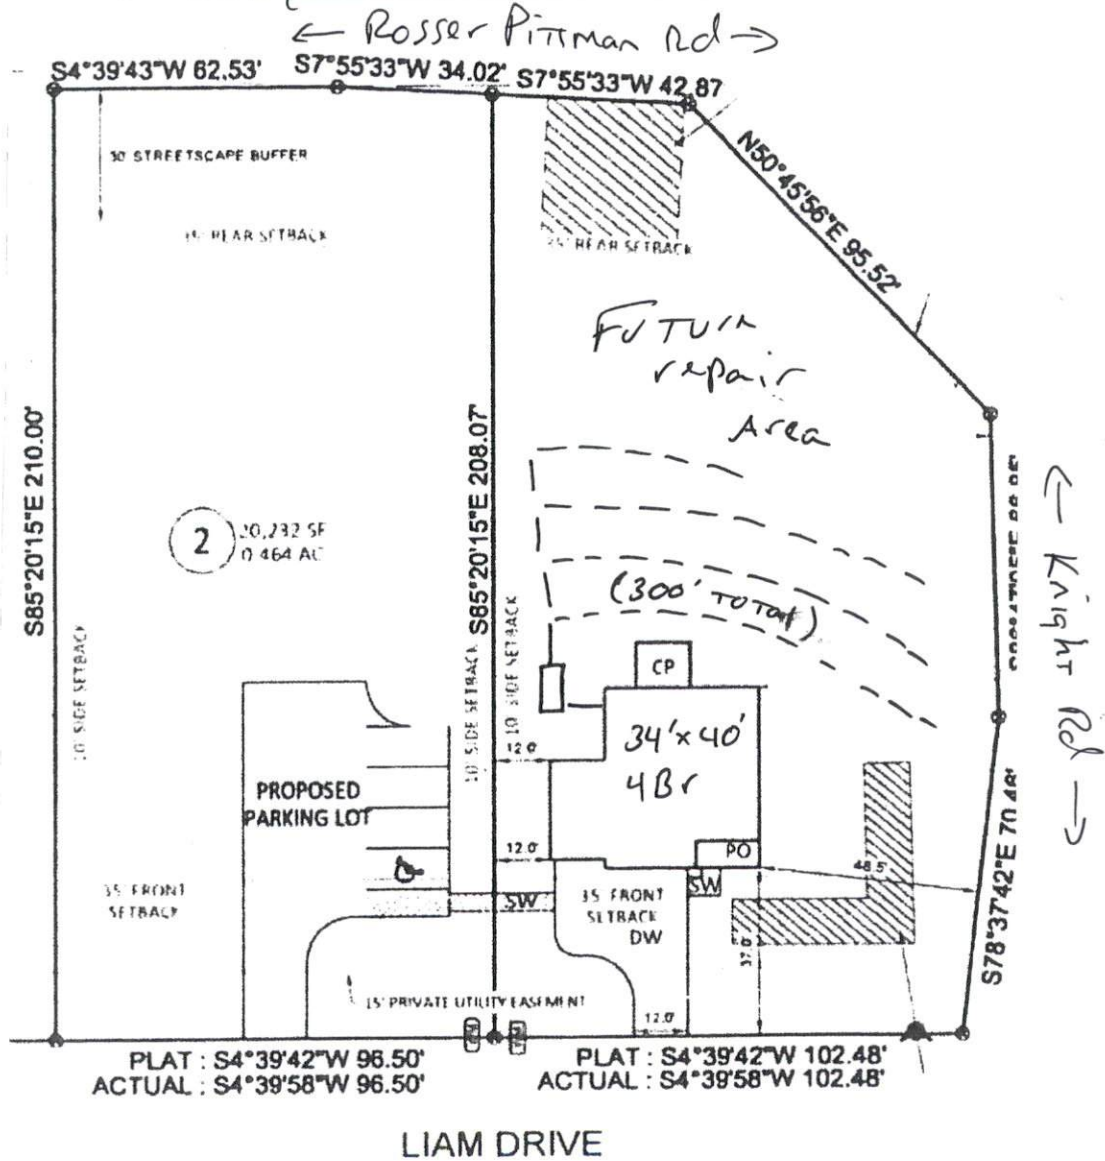 ← Rosser Pittman Rd →
S4°39'43"W 62.53'
S7°55'33"W 34.02'
S7°55'33"W 42.87
N50°45'56"E 95.52'
30' STREETSCAPE BUFFER
REAR SETBACK
35' REAR SETBACK
Future
repair
Area
S85°20'15"E 210.00'
S85°20'15"E 208.07'
2
20,232 SF
0.464 AC
(300' Total)
← Knight Rd →
10' SIDE SETBACK
10' SIDE SETBACK
10' SIDE SETBACK
CP
12.0'
34'x40'
4Br
PROPOSED
PARKING LOT
12.0'
PO
SW
48.5'
35' FRONT
SETBACK
SW
35' FRONT
SETBACK
DW
37.0'
S78°37'42"E 70.48'
15' PRIVATE UTILITY EASEMENT
12.0'
PLAT : S4°39'42"W 96.50'
ACTUAL : S4°39'58"W 96.50'
PLAT : S4°39'42"W 102.48'
ACTUAL : S4°39'58"W 102.48'
LIAM DRIVE